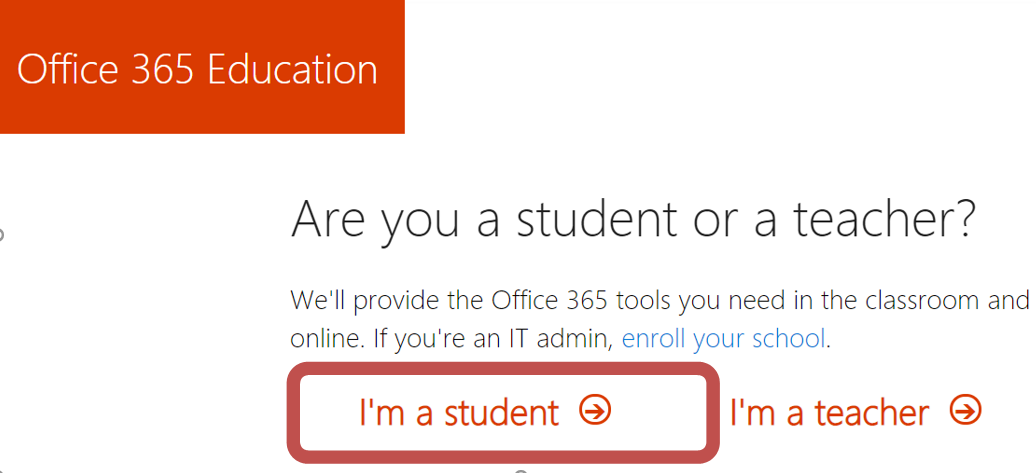 Office 365 Education
Are you a student or a teacher?
We'll provide the Office 365 tools you need in the classroom and
online. If you're an IT admin, enroll your school.
I'm a student I'm a teacher